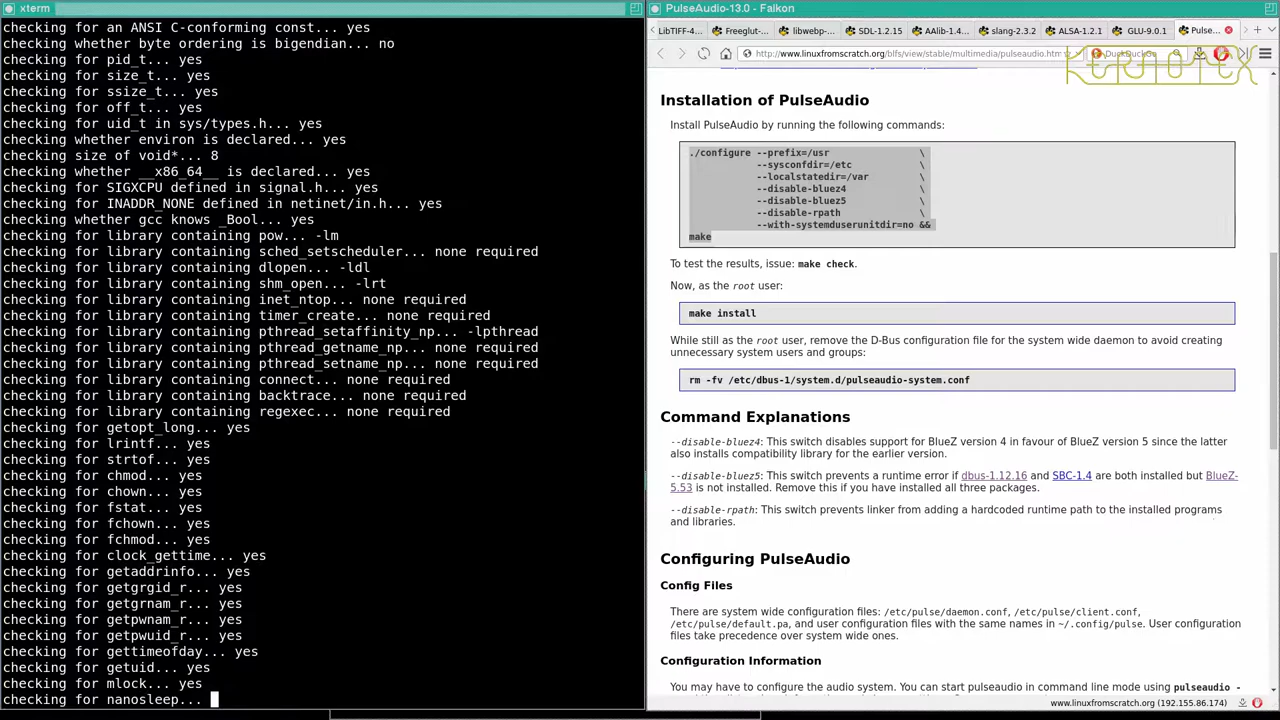 xterm
checking for an ANSI C-conforming const... yes
checking whether byte ordering is bigendian... no
checking for pid_t... yes
checking for size_t... yes
checking for ssize_t... yes
checking for off_t... yes
checking for uid_t in sys/types.h... yes
checking whether environ is declared... yes
checking size of void*... 8
checking whether __x86_64__ is declared... yes
checking for SIGXCPU defined in signal.h... yes
checking for INADDR_NONE defined in netinet/in.h... yes
checking whether gcc knows _Bool... yes
checking for library containing pow... -lm
checking for library containing sched_setscheduler... none required
checking for library containing dlopen... -ldl
checking for library containing shm_open... -lrt
checking for library containing inet_ntop... none required
checking for library containing timer_create... none required
checking for library containing pthread_setaffinity_np... -lpthread
checking for library containing pthread_getname_np... none required
checking for library containing pthread_setname_np... none required
checking for library containing connect... none required
checking for library containing backtrace... none required
checking for library containing regexec... none required
checking for getopt_long... yes
checking for lrintf... yes
checking for strtof... yes
checking for chmod... yes
checking for chown... yes
checking for fstat... yes
checking for fchown... yes
checking for fchmod... yes
checking for clock_gettime... yes
checking for getaddrinfo... yes
checking for getgrgid_r... yes
checking for getgrnam_r... yes
checking for getpwnam_r... yes
checking for getpwuid_r... yes
checking for gettimeofday... yes
checking for getuid... yes
checking for mlock... yes
checking for nanosleep...
PulseAudio-13.0 - Falkon
LibTIFF-4... Freeglut-... libwebp-... SDL-1.2.15 AAlib-1.4... slang-2.3.2 ALSA-1.2.1 GLU-9.0.1 Pulse...
http://www.linuxfromscratch.org/blfs/view/stable/multimedia/pulseaudio.htm
DuckDuckGo
Installation of PulseAudio
Install PulseAudio by running the following commands:
./configure --prefix=/usr \
--sysconfdir=/etc \
--localstatedir=/var \
--disable-bluez4 \
--disable-bluez5 \
--disable-rpath \
--with-systemduserunitdir=no &&
make
To test the results, issue: make check.
Now, as the root user:
make install
While still as the root user, remove the D-Bus configuration file for the system wide daemon to avoid creating
unnecessary system users and groups:
rm -fv /etc/dbus-1/system.d/pulseaudio-system.conf
Command Explanations
--disable-bluez4: This switch disables support for BlueZ version 4 in favour of BlueZ version 5 since the latter
also installs compatibility library for the earlier version.
--disable-bluez5: This switch prevents a runtime error if dbus-1.12.16 and SBC-1.4 are both installed but BlueZ-
5.53 is not installed. Remove this if you have installed all three packages.
--disable-rpath: This switch prevents linker from adding a hardcoded runtime path to the installed programs
and libraries.
Configuring PulseAudio
Config Files
There are system wide configuration files: /etc/pulse/daemon.conf, /etc/pulse/client.conf,
/etc/pulse/default.pa, and user configuration files with the same names in ~/.config/pulse. User configuration
files take precedence over system wide ones.
Configuration Information
You may have to configure the audio system. You can start pulseaudio in command line mode using pulseaudio -
www.linuxfromscratch.org (192.155.86.174)